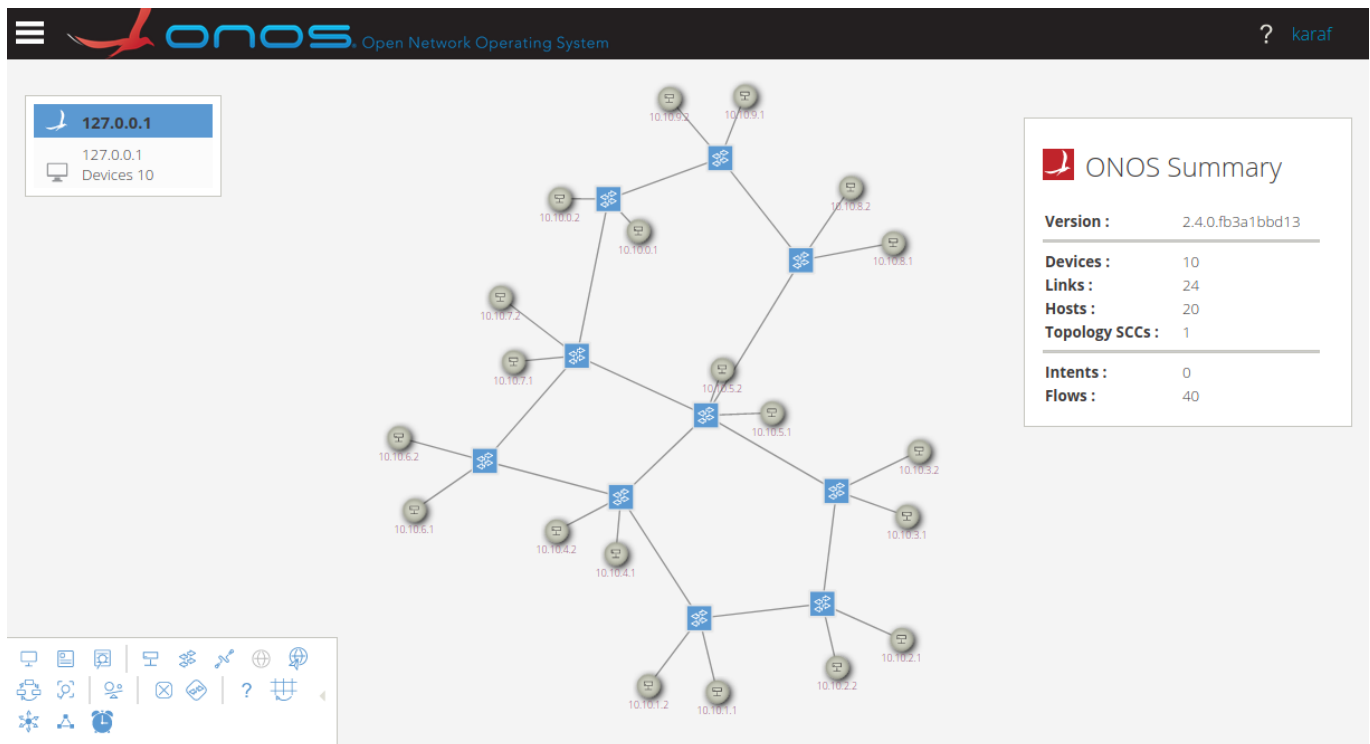 onos. Open Network Operating System
? karaf
127.0.0.1
127.0.0.1
Devices 10
10.10.9.2
10.10.9.1
10.10.8.2
10.10.0.2
10.10.0.1
10.10.8.1
10.10.7.2
10.10.7.1
10.10.5.2
10.10.5.1
10.10.6.2
10.10.3.2
10.10.6.1
10.10.3.1
10.10.4.2
10.10.4.1
10.10.2.1
10.10.2.2
10.10.1.2
10.10.1.1
ONOS Summary
Version : 2.4.0.fb3a1bbd13
Devices : 10
Links : 24
Hosts : 20
Topology SCCs : 1
Intents : 0
Flows : 40
?